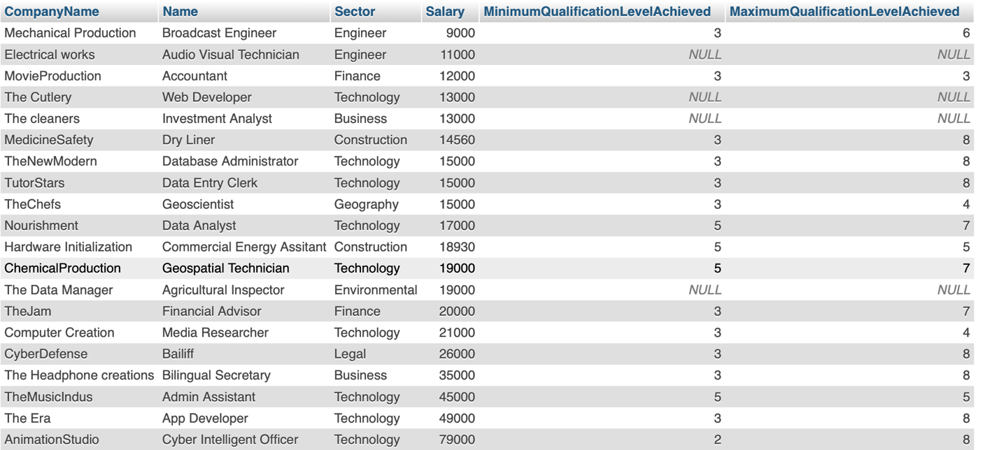 CompanyName Name Sector Salary MinimumQualificationLevelAchieved MaximumQualificationLevelAchieved
Mechanical Production Broadcast Engineer Engineer 9000 3 6
Electrical works Audio Visual Technician Engineer 11000 NULL NULL
MovieProduction Accountant Finance 12000 3 3
The Cutlery Web Developer Technology 13000 NULL NULL
The cleaners Investment Analyst Business 13000 NULL NULL
MedicineSafety Dry Liner Construction 14560 3 8
TheNewModern Database Administrator Technology 15000 3 8
TutorStars Data Entry Clerk Technology 15000 3 8
TheChefs Geoscientist Geography 15000 3 4
Nourishment Data Analyst Technology 17000 5 7
Hardware Initialization Commercial Energy Assitant Construction 18930 5 5
ChemicalProduction Geospatial Technician Technology 19000 5 7
The Data Manager Agricultural Inspector Environmental 19000 NULL NULL
TheJam Financial Advisor Finance 20000 3 7
Computer Creation Media Researcher Technology 21000 3 4
CyberDefense Bailiff Legal 26000 3 8
The Headphone creations Bilingual Secretary Business 35000 3 8
TheMusicIndus Admin Assistant Technology 45000 5 5
The Era App Developer Technology 49000 3 8
AnimationStudio Cyber Intelligent Officer Technology 79000 2 8